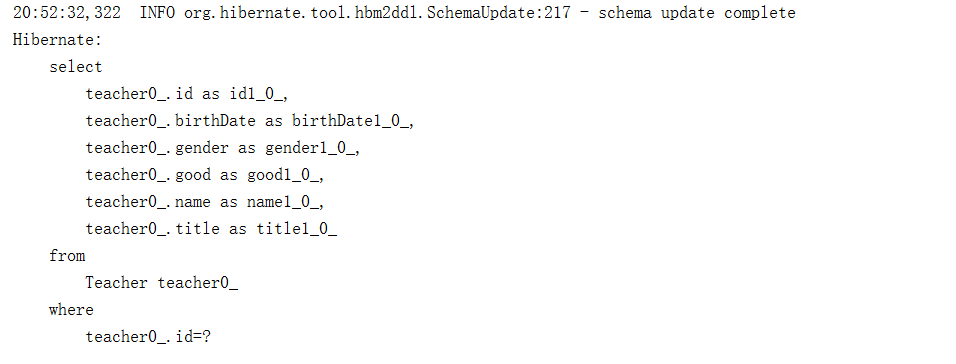 20:52:32,322  INFO org.hibernate.tool.hbm2ddl.SchemaUpdate:217 - schema update complete
Hibernate:
    select
        teacher0_.id as id1_0_,
        teacher0_.birthDate as birthDate1_0_,
        teacher0_.gender as gender1_0_,
        teacher0_.good as good1_0_,
        teacher0_.name as name1_0_,
        teacher0_.title as title1_0_
    from
        Teacher teacher0_
    where
        teacher0_.id=?